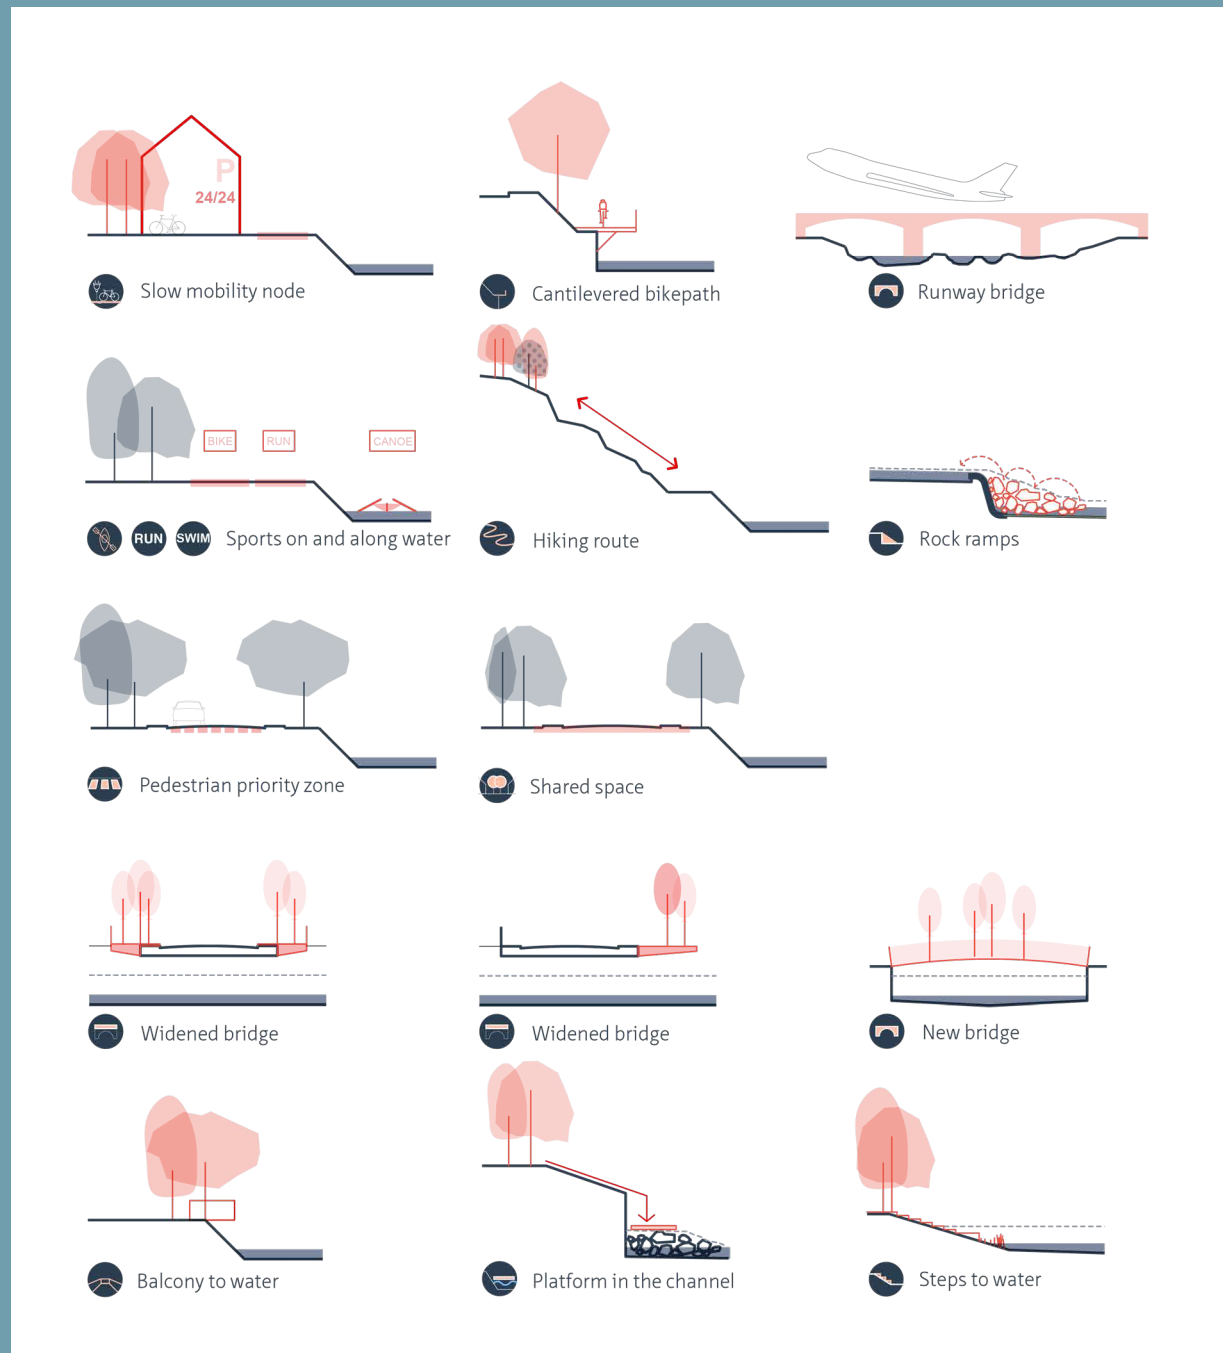 P
24/24
Slow mobility node
Cantilevered bikepath
Runway bridge
BIKE
RUN
CANOE
RUN
SWIM
Sports on and along water
Hiking route
Rock ramps
Pedestrian priority zone
Shared space
Widened bridge
Widened bridge
New bridge
Balcony to water
Platform in the channel
Steps to water